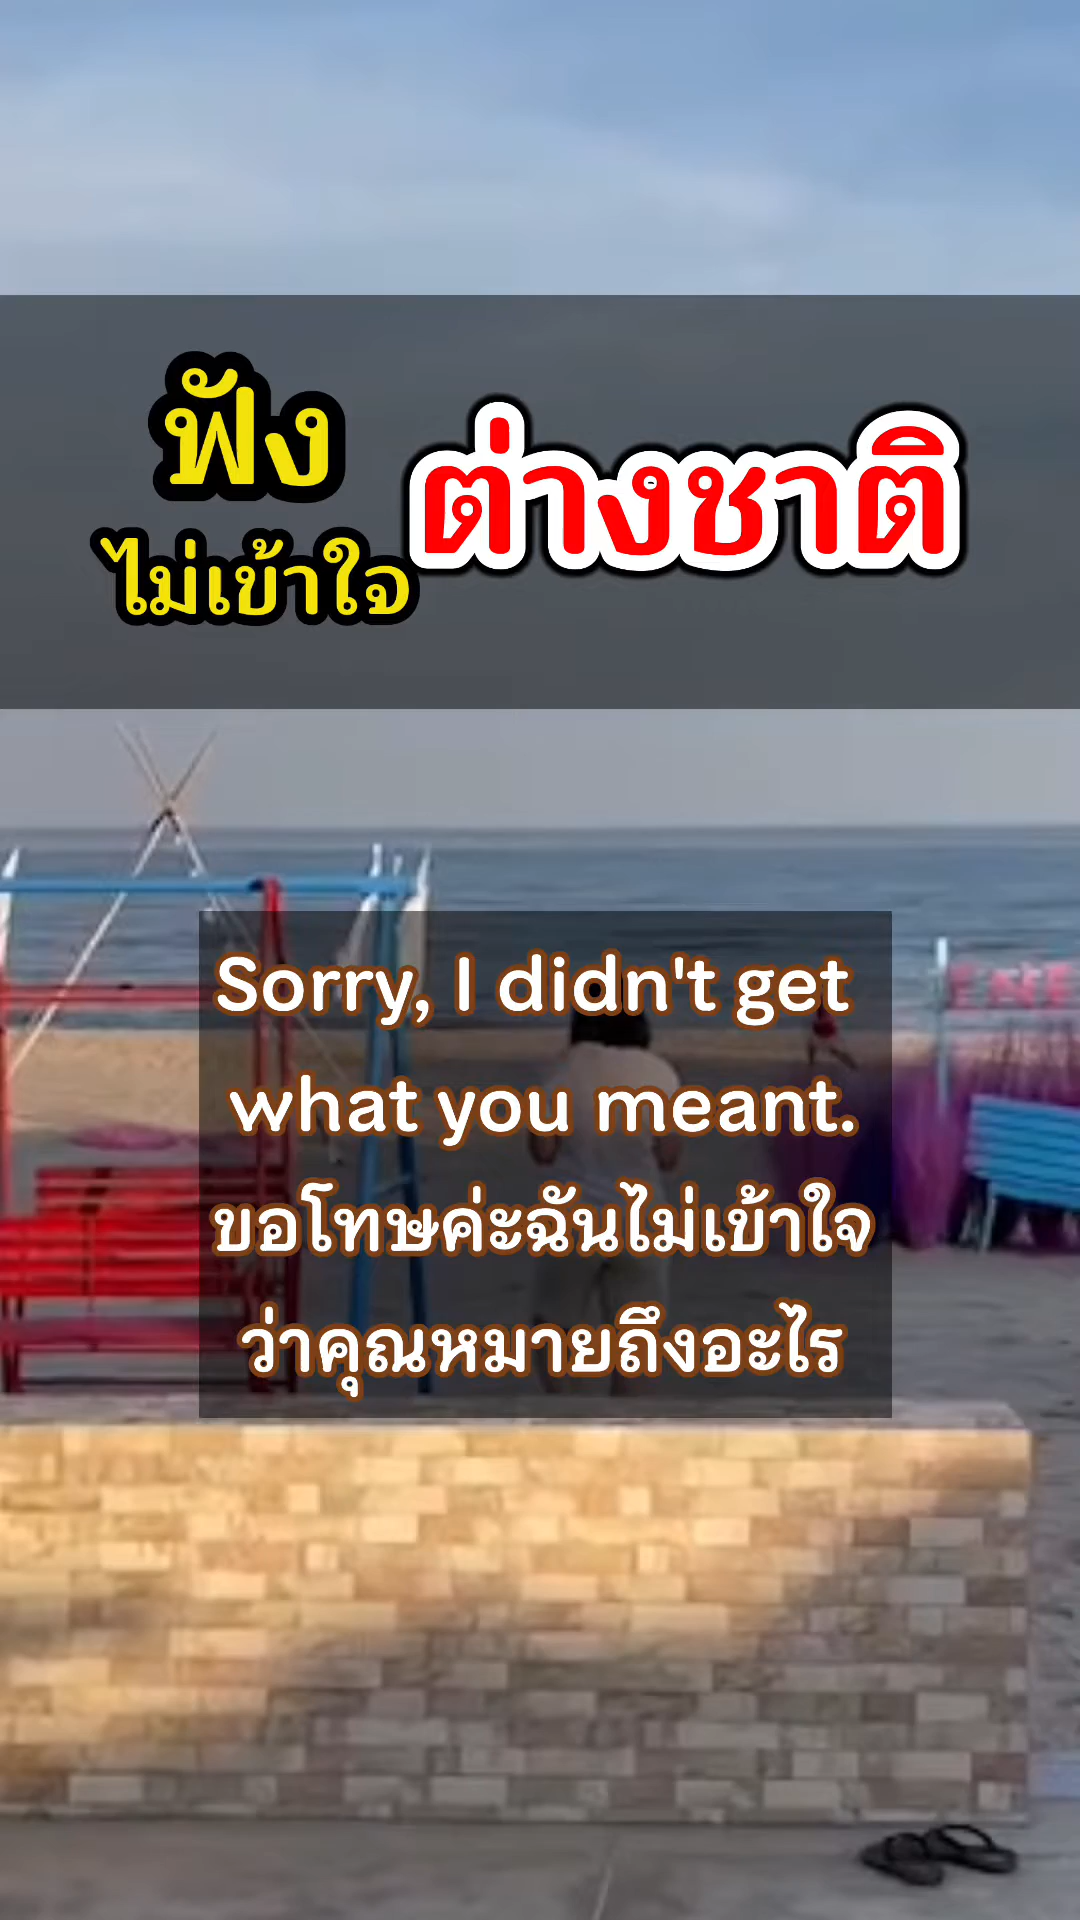 ฟัง
ไม่เข้าใจ
ต่างชาติ
Sorry, I didn't get
what you meant.
ขอโทษค่ะฉันไม่เข้าใจ
ว่าคุณหมายถึงอะไร